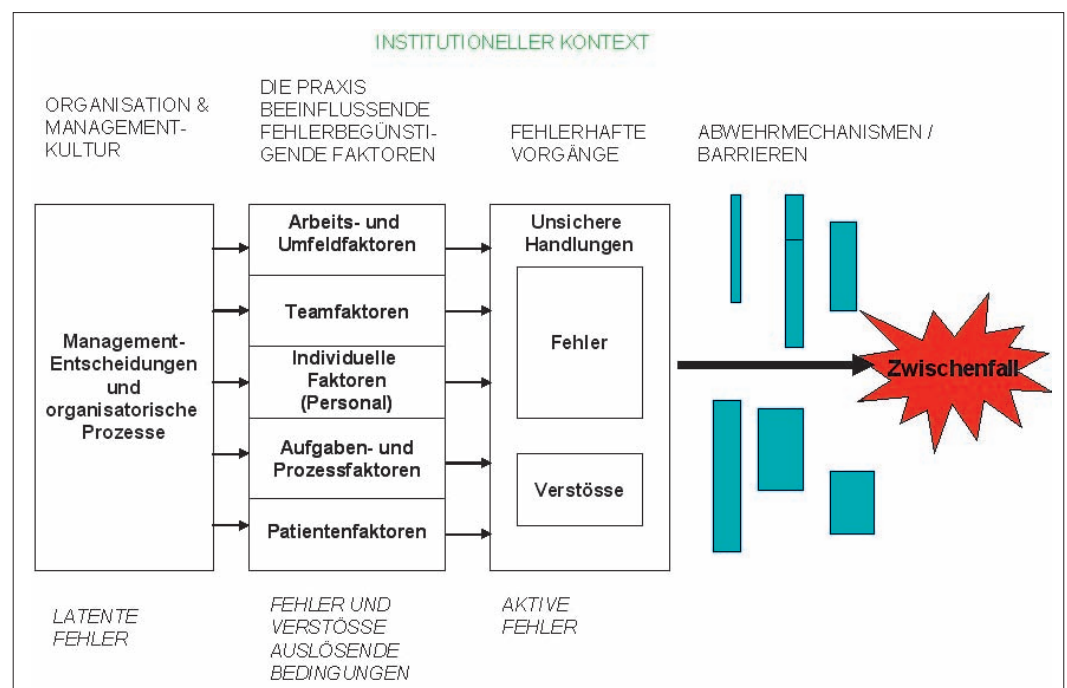 INSTITUTIONELLER KONTEXT
ORGANISATION &
MANAGEMENT-
KULTUR
DIE PRAXIS
BEEINFLUSSENDE
FEHLERBEGÜNSTI-
GENDE FAKTOREN
FEHLERHAFTE
VORGÄNGE
ABWEHRMECHANISMEN /
BARRIEREN
Management-
Entscheidungen
und
organisatorische
Prozesse
Arbeits- und
Umfeldfaktoren
Teamfaktoren
Individuelle
Faktoren
(Personal)
Aufgaben- und
Prozessfaktoren
Patientenfaktoren
Unsichere
Handlungen
Fehler
Verstösse
Zwischenfall
LATENTE
FEHLER
FEHLER UND
VERSTÖSSE
AUSLÖSENDE
BEDINGUNGEN
AKTIVE
FEHLER